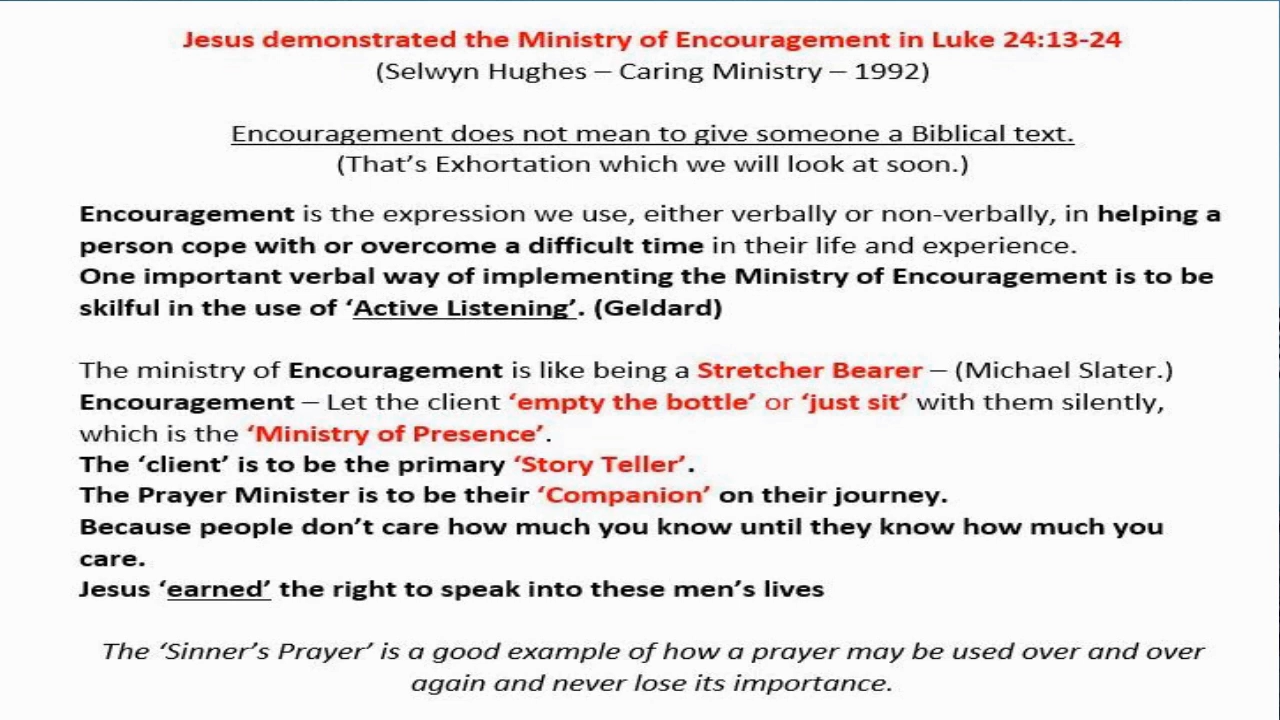 Jesus demonstrated the Ministry of Encouragement in Luke 24:13-24
(Selwyn Hughes – Caring Ministry – 1992)
Encouragement does not mean to give someone a Biblical text.
(That’s Exhortation which we will look at soon.)
Encouragement is the expression we use, either verbally or non-verbally, in helping a
person cope with or overcome a difficult time in their life and experience.
One important verbal way of implementing the Ministry of Encouragement is to be
skilful in the use of ‘Active Listening’. (Geldard)
The ministry of Encouragement is like being a Stretcher Bearer – (Michael Slater.)
Encouragement – Let the client ‘empty the bottle’ or ‘just sit’ with them silently,
which is the ‘Ministry of Presence’.
The ‘client’ is to be the primary ‘Story Teller’.
The Prayer Minister is to be their ‘Companion’ on their journey.
Because people don’t care how much you know until they know how much you
care.
Jesus ‘earned’ the right to speak into these men’s lives
The ‘Sinner’s Prayer’ is a good example of how a prayer may be used over and over
again and never lose its importance.